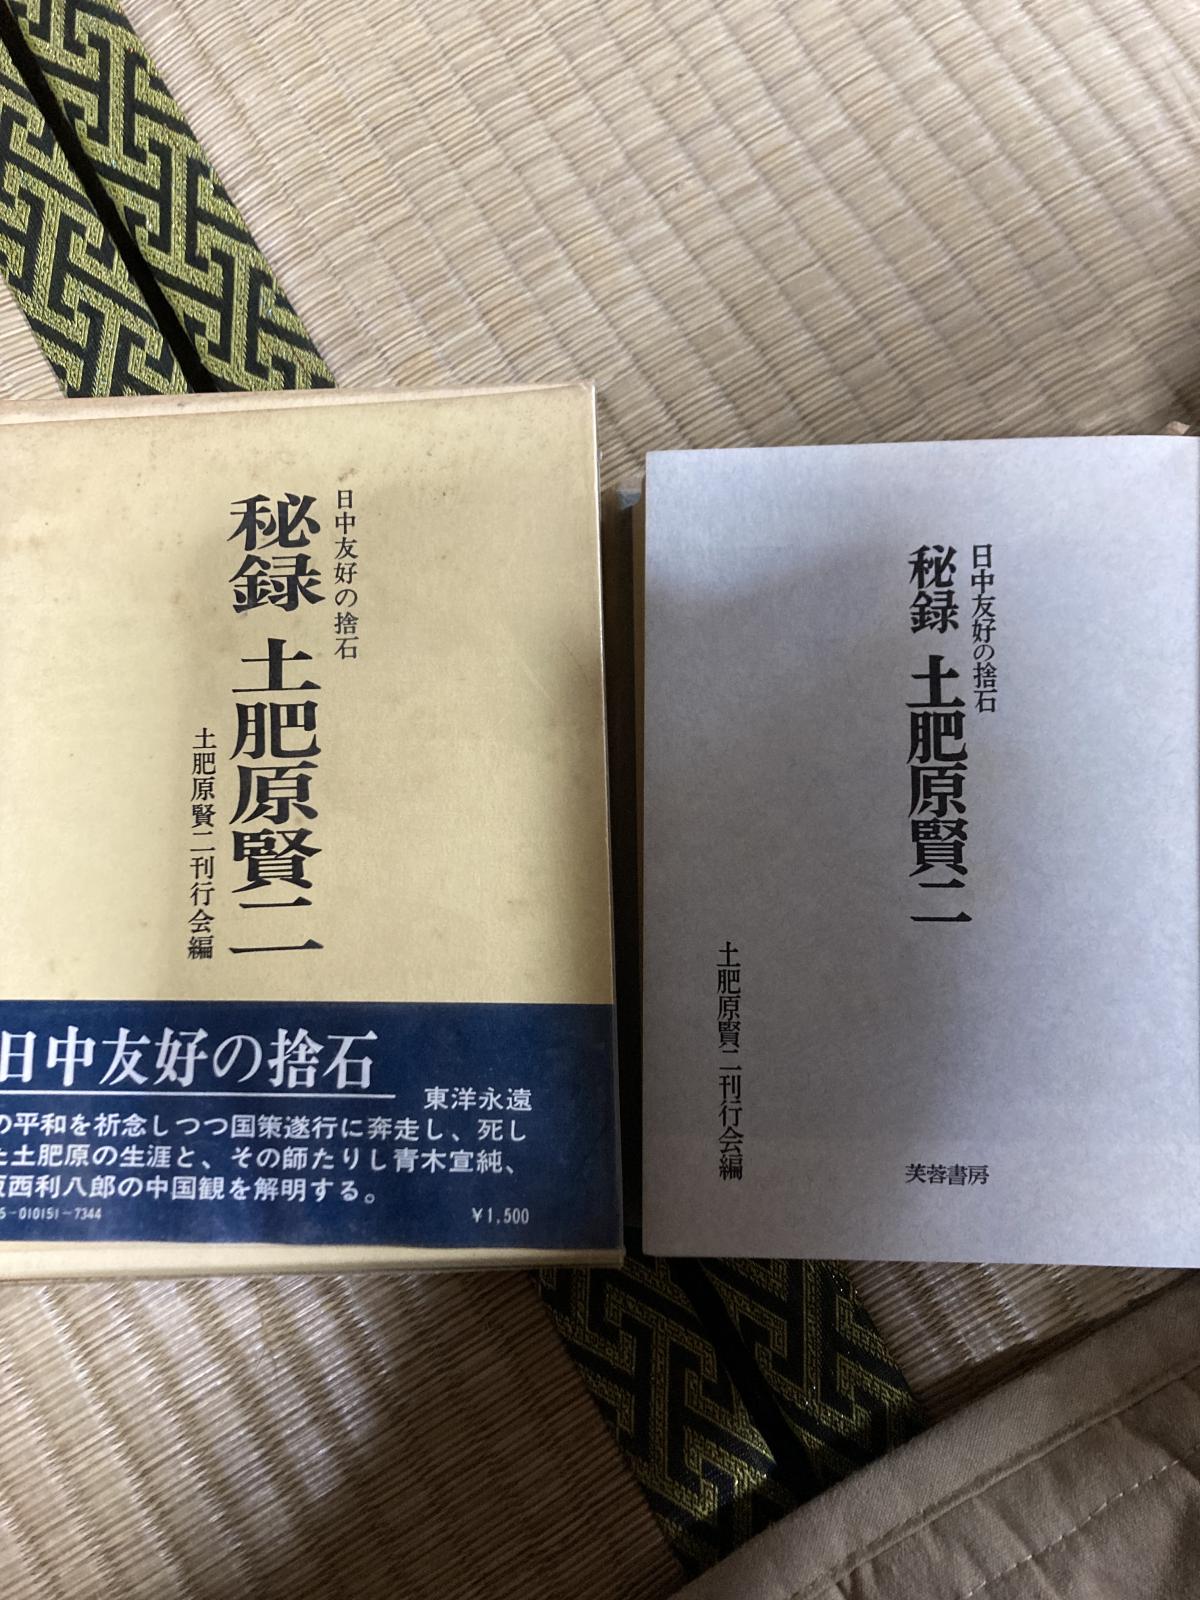 日中友好の捨石
秘録 土肥原賢二
土肥原賢二刊行会編
日中友好の捨石
東洋永遠
の平和を祈念しつつ国策遂行に奔走し、死し
土肥原の生涯と、その師たりし青木宣純、
西利八郎の中国観を解明する。
5-010151-7344
¥1,500
日中友好の捨石
秘録 土肥原賢二
土肥原賢二刊行会編
芙蓉書房